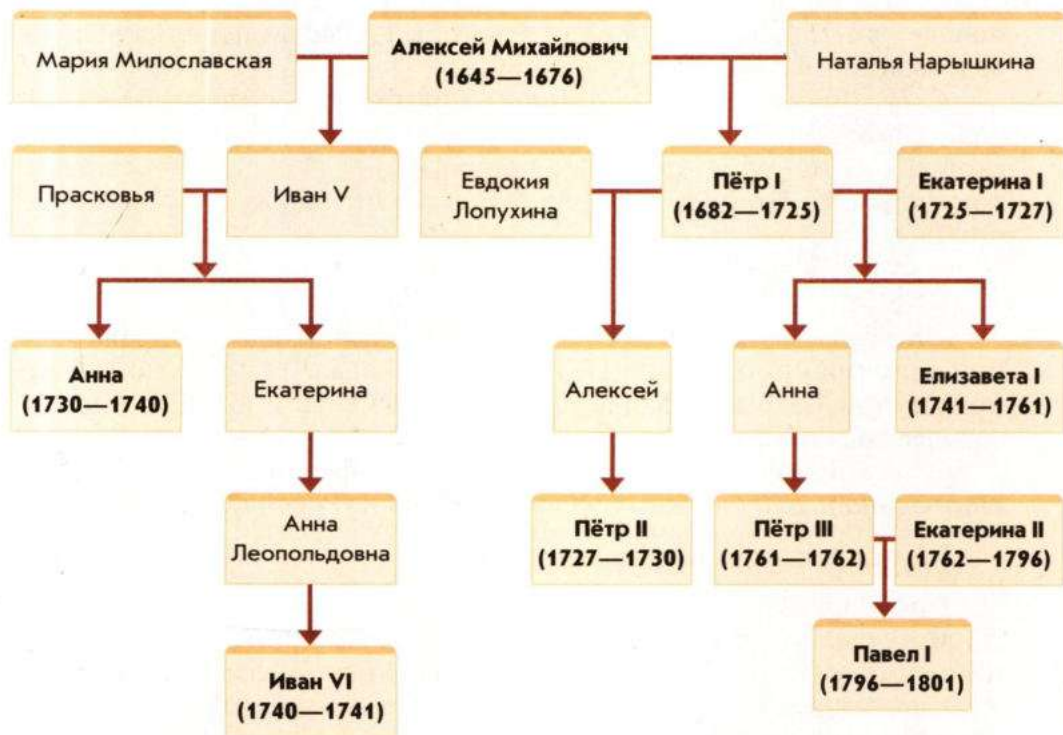 Мария Милославская
Алексей Михайлович
(1645—1676)
Наталья Нарышкина
Прасковья
Иван V
Евдокия
Лопухина
Пётр I
(1682—1725)
Екатерина I
(1725—1727)
Анна
(1730—1740)
Екатерина
Алексей
Анна
Елизавета I
(1741—1761)
Анна
Леопольдовна
Пётр II
(1727—1730)
Пётр III
(1761—1762)
Екатерина II
(1762—1796)
Иван VI
(1740—1741)
Павел I
(1796—1801)